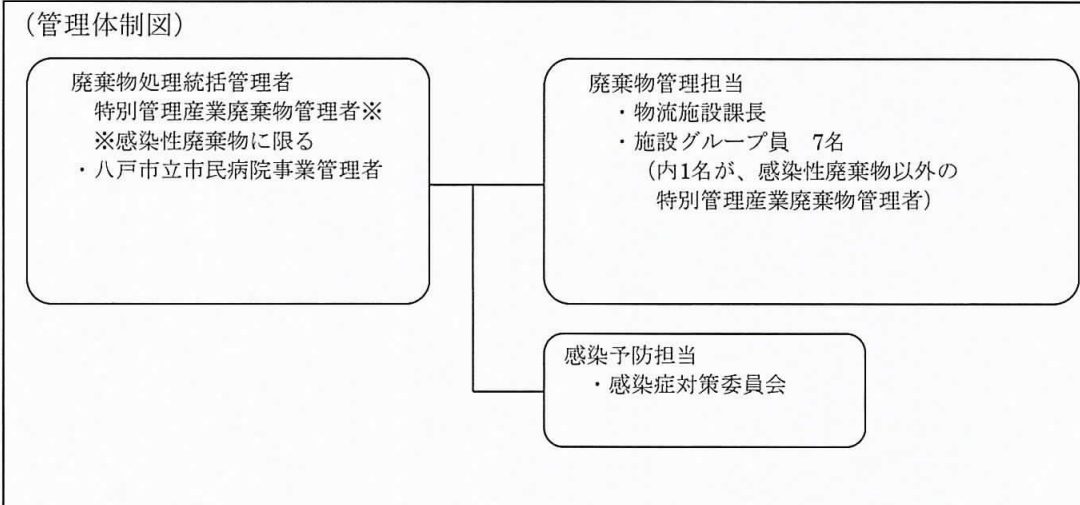 (管理体制図)
廃棄物処理統括管理者
特別管理産業廃棄物管理者※
※感染性廃棄物に限る
・八戸市立市民病院事業管理者
廃棄物管理担当
・物流施設課長
・施設グループ員 7名
(内1名が、感染性廃棄物以外の
特別管理産業廃棄物管理者)
感染予防担当
・感染症対策委員会